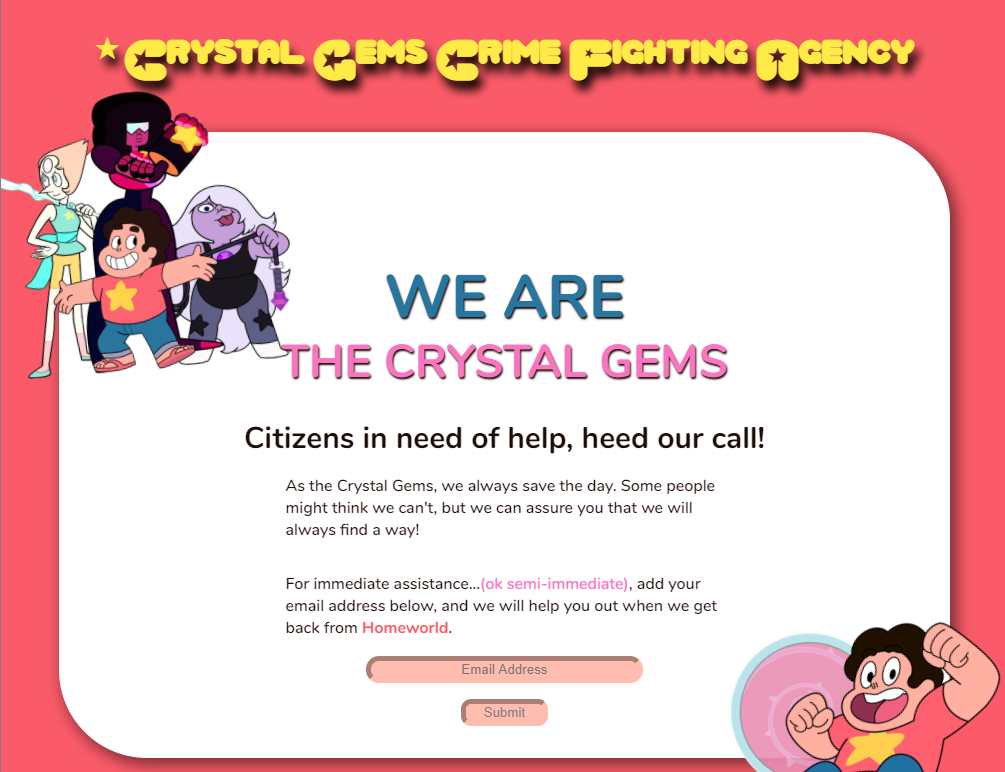 Crystal Gems Crime Fighting Agency
WE ARE
THE CRYSTAL GEMS
Citizens in need of help, heed our call!
As the Crystal Gems, we always save the day. Some people
might think we can't, but we can assure you that we will
always find a way!
For immediate assistance...(ok semi-immediate), add your
email address below, and we will help you out when we get
back from Homeworld.
Email Address
Submit